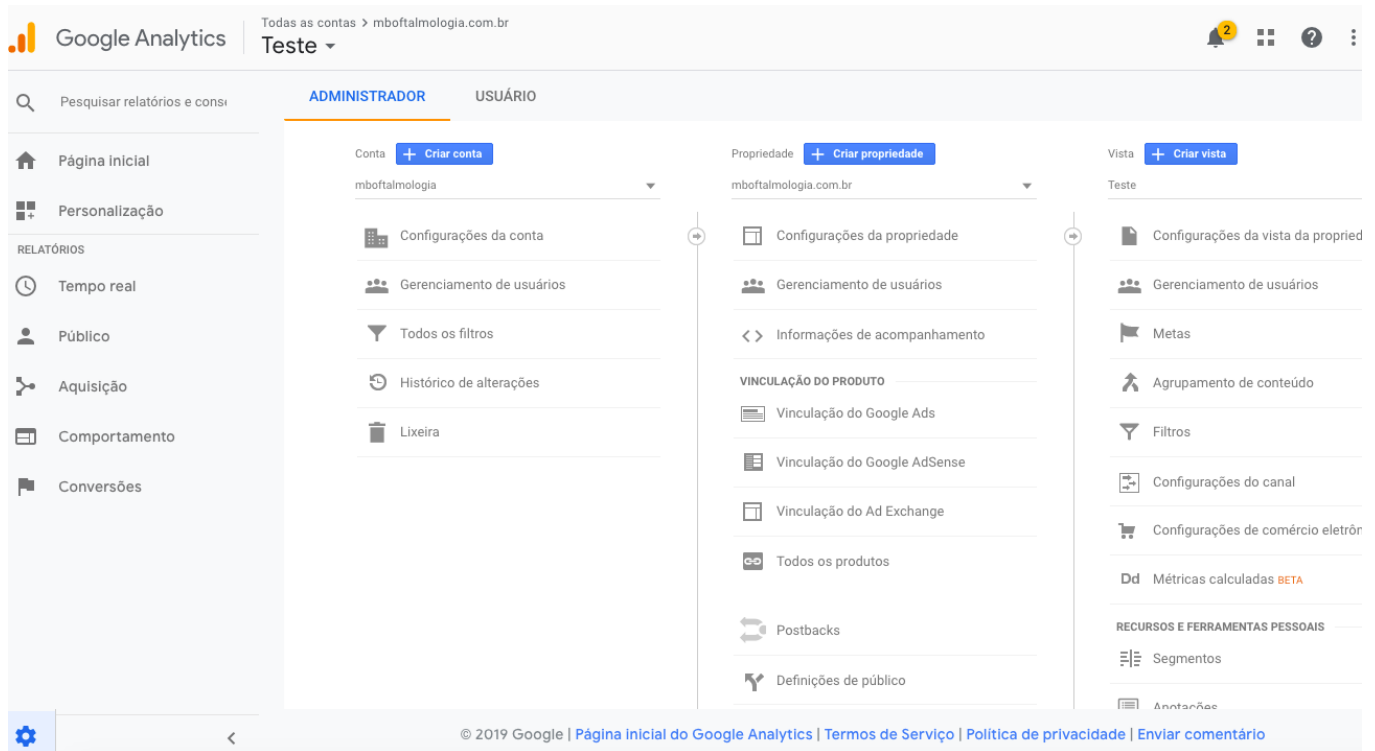 Google Analytics
Todas as contas > mboftalmologia.com.br
Teste
2
Pesquisar relatórios e conse
Página inicial
Personalização
RELATÓRIOS
Tempo real
Público
Aquisição
Comportamento
Conversões
ADMINISTRADOR
USUÁRIO
Conta
+ Criar conta
mboftalmologia
Configurações da conta
Gerenciamento de usuários
Todos os filtros
Histórico de alterações
Lixeira
Propriedade
+ Criar propriedade
mboftalmologia.com.br
Configurações da propriedade
Gerenciamento de usuários
Informações de acompanhamento
VINCULAÇÃO DO PRODUTO
Vinculação do Google Ads
Vinculação do Google AdSense
Vinculação do Ad Exchange
Todos os produtos
Postbacks
Definições de público
Vista
+ Criar vista
Teste
Configurações da vista da propried
Gerenciamento de usuários
Metas
Agrupamento de conteúdo
Filtros
Configurações do canal
Configurações de comércio eletrôn
Dd Métricas calculadas BETA
RECURSOS E FERRAMENTAS PESSOAIS
Segmentos
Anotações
© 2019 Google | Página inicial do Google Analytics | Termos de Serviço | Política de privacidade | Enviar comentário